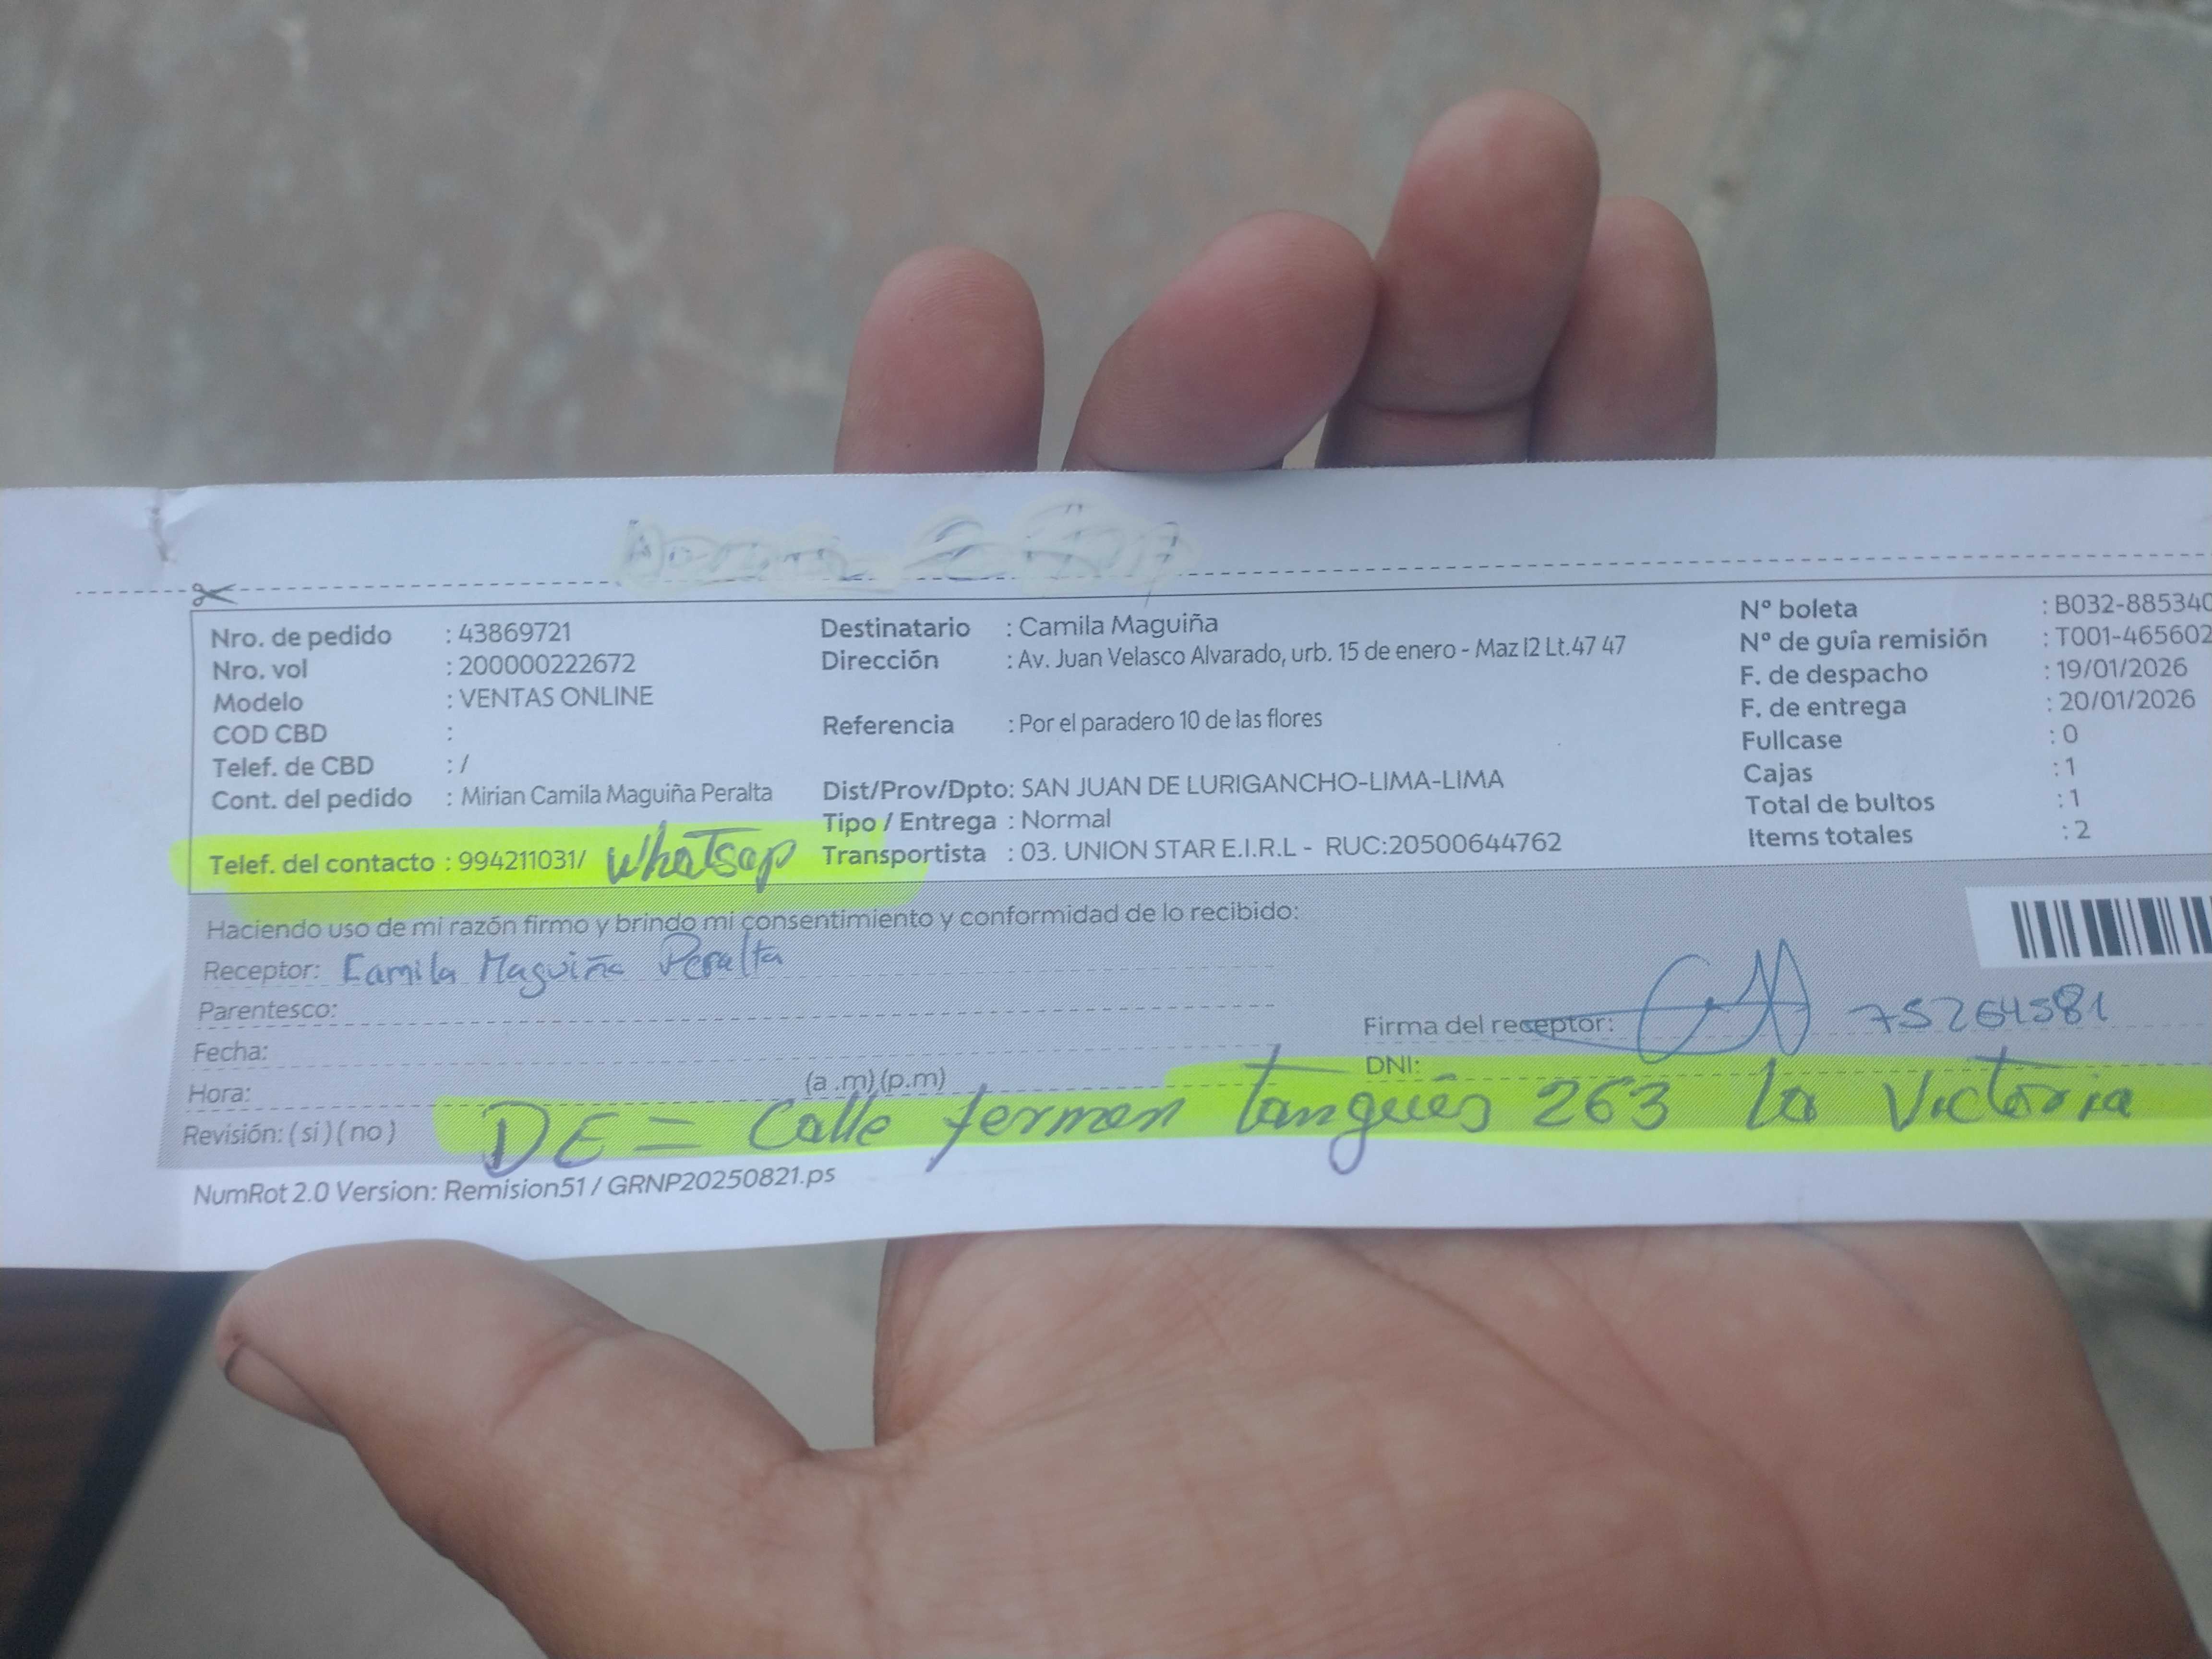 Nro. de pedido : 43869721
Nro. vol : 200000222672
Modelo : VENTAS ONLINE
COD CBD :
Telef. de CBD : /
Cont. del pedido : Mirian Camila Maguiña Peralta
Telef. del contacto : 994211031/ whatsap
Destinatario : Camila Maguiña
Dirección : Av. Juan Velasco Alvarado, urb. 15 de enero - Maz I2 Lt.47 47
Referencia : Por el paradero 10 de las flores
Dist/Prov/Dpto: SAN JUAN DE LURIGANCHO-LIMA-LIMA
Tipo / Entrega : Normal
Transportista : 03. UNION STAR E.I.R.L - RUC:20500644762
N° boleta : B032-885340
N° de guía remisión : T001-465602
F. de despacho : 19/01/2026
F. de entrega : 20/01/2026
Fullcase : 0
Cajas : 1
Total de bultos : 1
Items totales : 2
Haciendo uso de mi razón firmo y brindo mi consentimiento y conformidad de lo recibido:
Receptor: Camila Maguiña Peralta
Parentesco:
Fecha:
Hora: (a.m)(p.m)
Revisión: (si) (no)
Firma del receptor: 75264581
DNI:
DE = Calle fermen Tangüés 263 la Victoria
NumRot 2.0 Version: Remision51 / GRNP20250821.ps